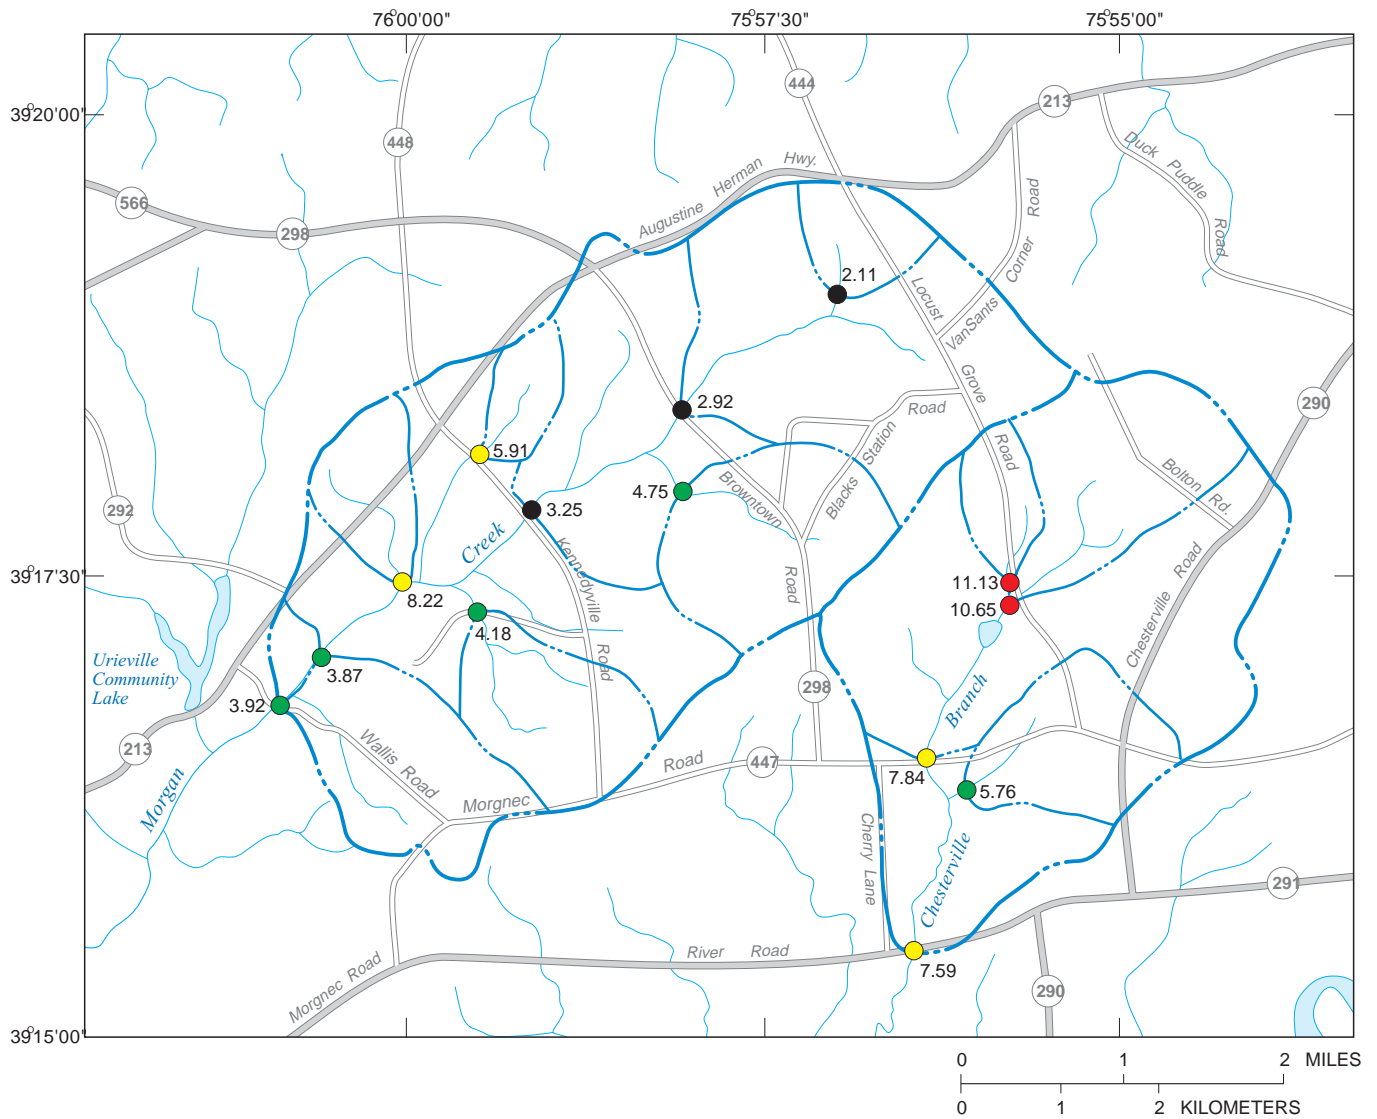 76°00'00"
75°57'30"
75°55'00"
39°20'00"
39°17'30"
39°15'00"
444
213
448
566
298
Augustine Herman Hwy.
Duck Puddle Road
Road
Corner
VanSants
2.11
Locust
Grove
Road
2.92
Road
Station
Blacks
290
5.91
4.75
Browntown
Road
Bolton Rd.
3.25
292
Creek
Kennedyville
Road
11.13
10.65
8.22
4.18
Chesterville Road
Urieville
Community
Lake
3.87
3.92
298
Branch
213
Wallis Road
Morgan
447
Road
Morgnec
7.84
5.76
Cherry Lane
Chesterville
291
River Road
Morgnec Road
7.59
290
0 1 2 MILES
0 1 2 KILOMETERS